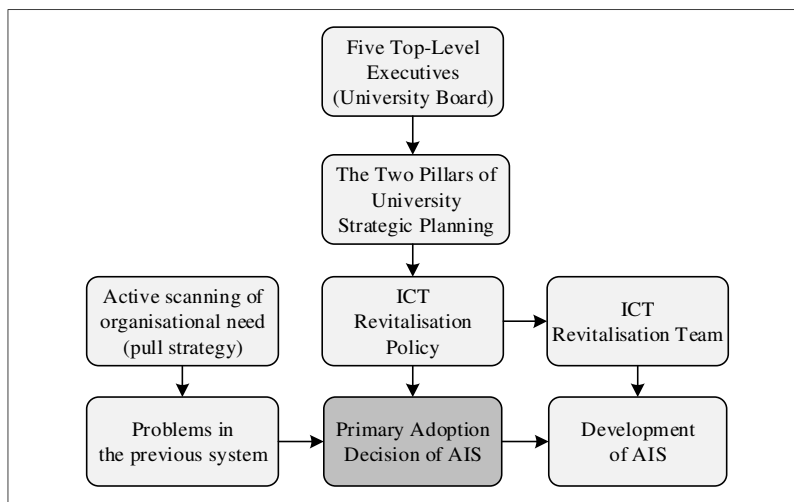 Five Top-Level
Executives
(University Board)
The Two Pillars of
University
Strategic Planning
Active scanning of
organisational need
(pull strategy)
ICT
Revitalisation
Policy
ICT
Revitalisation Team
Problems in
the previous system
Primary Adoption
Decision of AIS
Development
of AIS